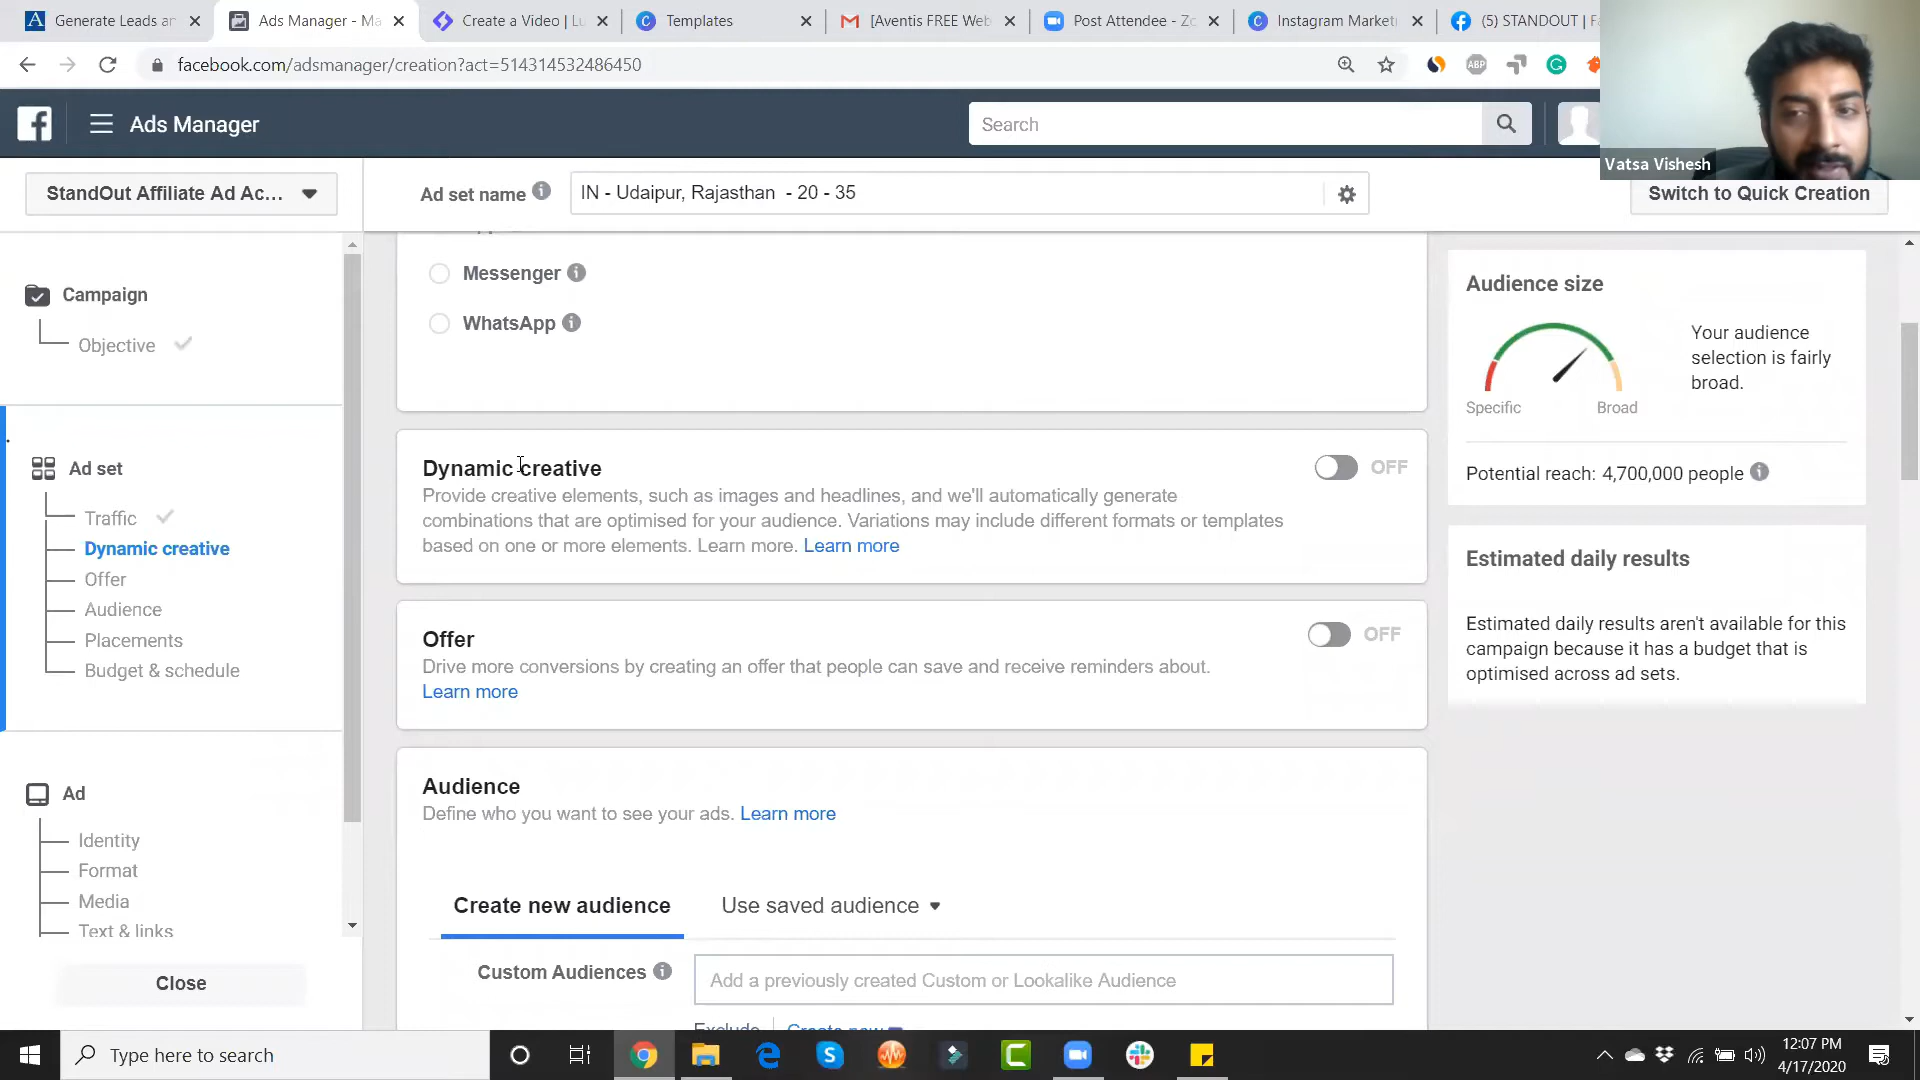 Generate Leads an
Ads Manager - Ma
Create a Video | Lu
Templates
[Aventis FREE Web
Post Attendee - Zo
Instagram Market
(5) STANDOUT | Fa
facebook.com/adsmanager/creation?act=514314532486450
ABP
Ads Manager
Search
Vatsa Vishesh
StandOut Affiliate Ad Ac...
Ad set name
IN - Udaipur, Rajasthan - 20 - 35
Switch to Quick Creation
Campaign
Objective
Ad set
Traffic
Dynamic creative
Offer
Audience
Placements
Budget & schedule
Ad
Identity
Format
Media
Text & links
Close
Messenger
WhatsApp
Dynamic creative
OFF
Provide creative elements, such as images and headlines, and we'll automatically generate
combinations that are optimised for your audience. Variations may include different formats or templates
based on one or more elements. Learn more. Learn more
Offer
OFF
Drive more conversions by creating an offer that people can save and receive reminders about.
Learn more
Audience
Define who you want to see your ads. Learn more
Create new audience
Use saved audience
Custom Audiences
Add a previously created Custom or Lookalike Audience
Exclude
Create new
Audience size
Your audience
selection is fairly
broad.
Specific
Broad
Potential reach: 4,700,000 people
Estimated daily results
Estimated daily results aren't available for this
campaign because it has a budget that is
optimised across ad sets.
Type here to search
12:07 PM
4/17/2020